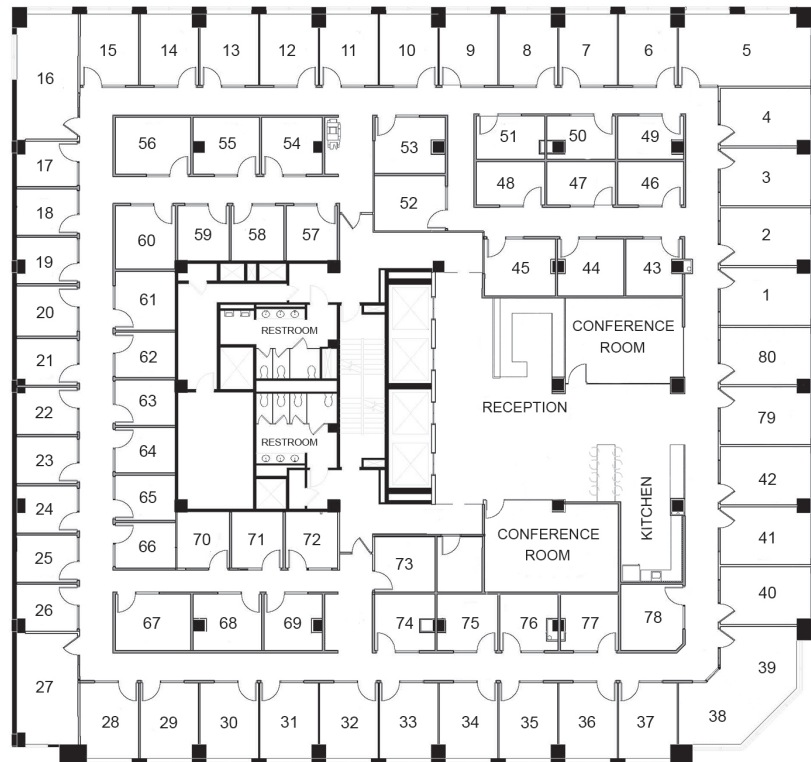 15 14 13 12 11 10 9 8 7 6 5
16
4
56 55 54 53 51 50 49
17
3
18
48 47 46
52
60 59 58 57
2
19
45 44 43
61
1
20
RESTROOM
CONFERENCE
ROOM
21
62
80
22
63
RECEPTION
79
23
64
RESTROOM
24
65
42
KITCHEN
25
66 70 71 72
CONFERENCE
ROOM
41
73
26
40
67 68 69 74 75 76 77 78
27
39
28 29 30 31 32 33 34 35 36 37 38